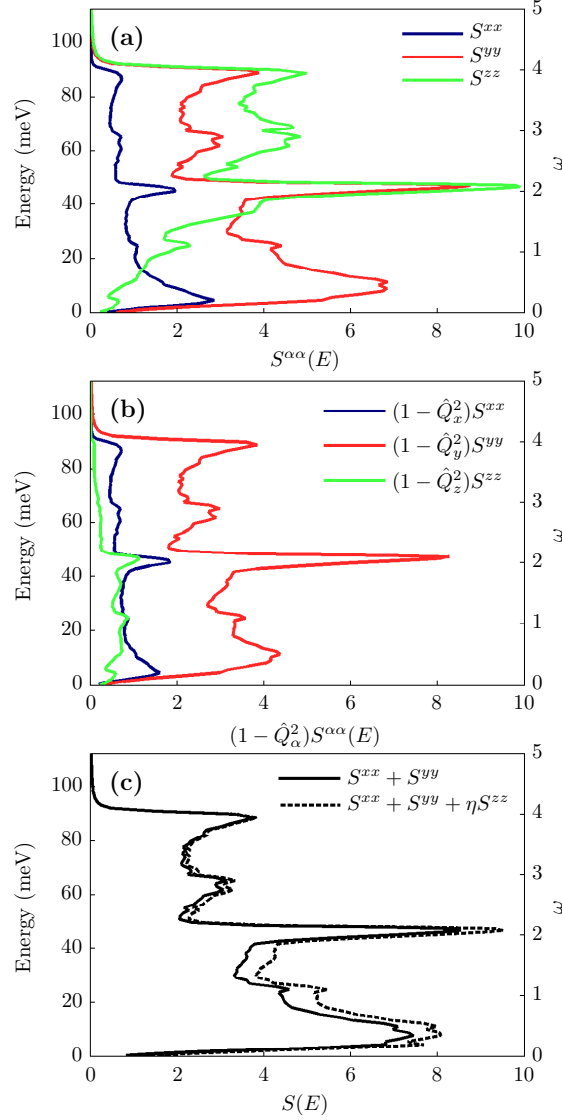 (a)
S^{xx}
S^{yy}
S^{zz}
Energy (meV)
100
80
60
40
20
0
5
4
3
2
1
0
ω
0 2 4 6 8 10
S^{αα}(E)
(b)
(1 − Q̂_x^2)S^{xx}
(1 − Q̂_y^2)S^{yy}
(1 − Q̂_z^2)S^{zz}
Energy (meV)
100
80
60
40
20
0
5
4
3
2
1
0
ω
0 2 4 6 8 10
(1 − Q̂_α^2)S^{αα}(E)
(c)
S^{xx} + S^{yy}
S^{xx} + S^{yy} + ηS^{zz}
Energy (meV)
100
80
60
40
20
0
5
4
3
2
1
0
ω
0 2 4 6 8 10
S(E)